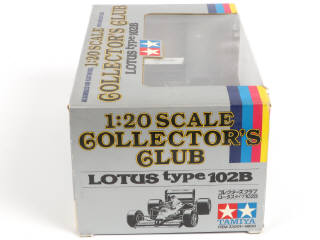 1:20 SCALE
COLLECTOR'S CLUB
LOTUS type 102B
1:20 SCALE
COLLECTOR'S
CLUB
LOTUS type 102B
コレクターズクラブ
ロータスタイプ102B
TAMIYA